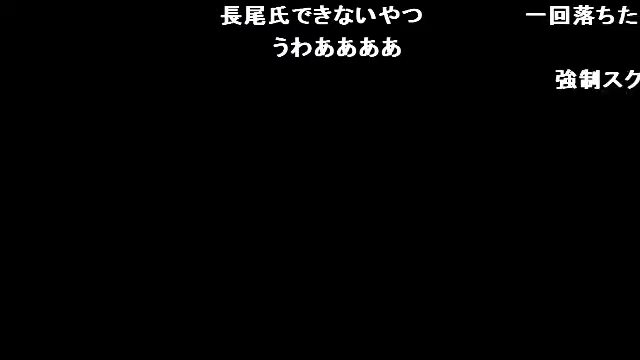 長尾氏できないやつ
一回落ちた
うわああああ
強制スク